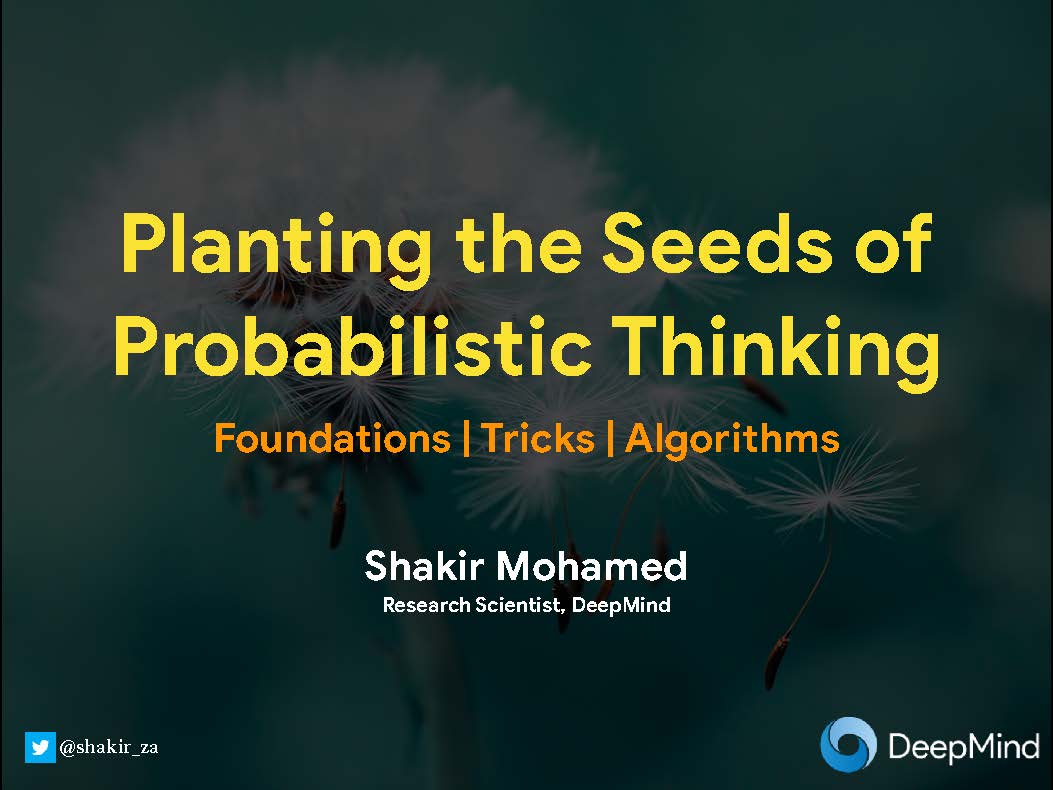 Planting the Seeds of
Probabilistic Thinking
Foundations | Tricks | Algorithms
Shakir Mohamed
Research Scientist, DeepMind
@shakir_za
DeepMind